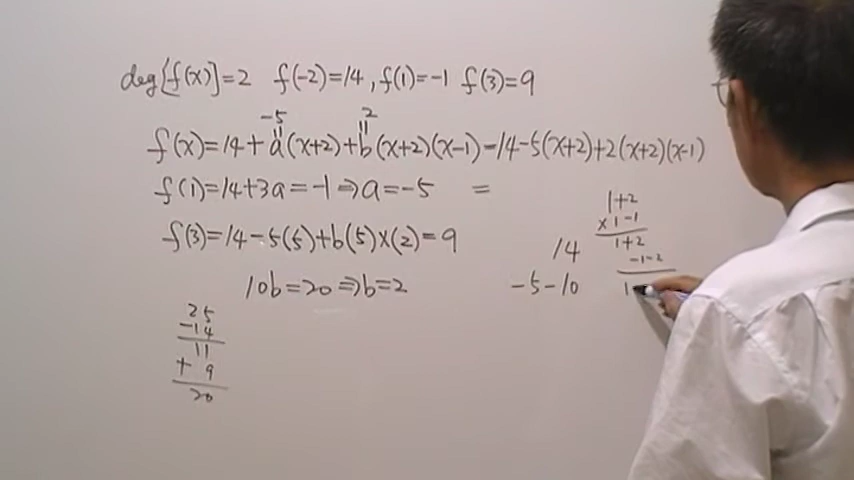 deg[f(x)]=2 f(-2)=14, f(1)=-1 f(3)=9
-5 2
f(x)=14+a(x+2)+b(x+2)(x-1)=14-5(x+2)+2(x+2)(x-1)
f(1)=14+3a=-1⇒a=-5 =
f(3)=14-5(5)+b(5)×(2)=9
10b=20⇒b=2
1+2
×1-1
1+2
-1-2
1
14
-5-10
25
-14
11
+ 9
20